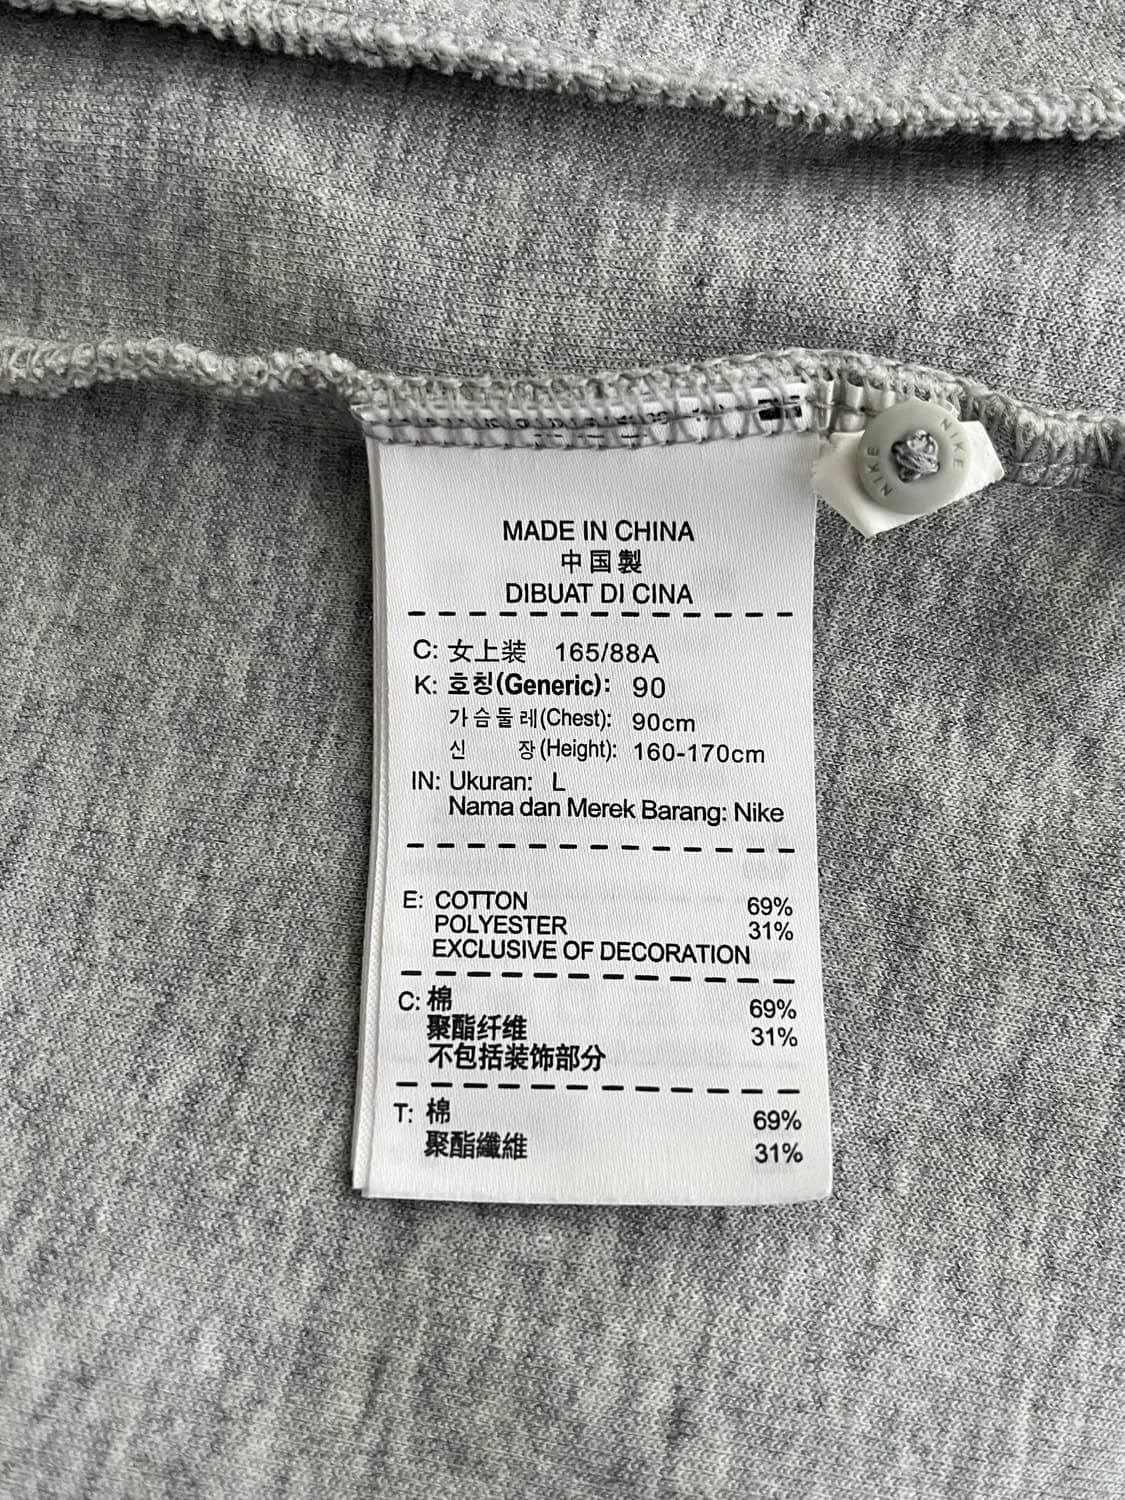 MADE IN CHINA
中国製
DIBUAT DI CINA
C: 女上装 165/88A
K: 호칭(Generic): 90
가슴둘레(Chest): 90cm
신 장(Height): 160-170cm
IN: Ukuran: L
Nama dan Merek Barang: Nike
E: COTTON 69%
POLYESTER 31%
EXCLUSIVE OF DECORATION
C: 棉 69%
聚酯纤维 31%
不包括装饰部分
T: 棉 69%
聚酯纖維 31%
NIKE
NIKE